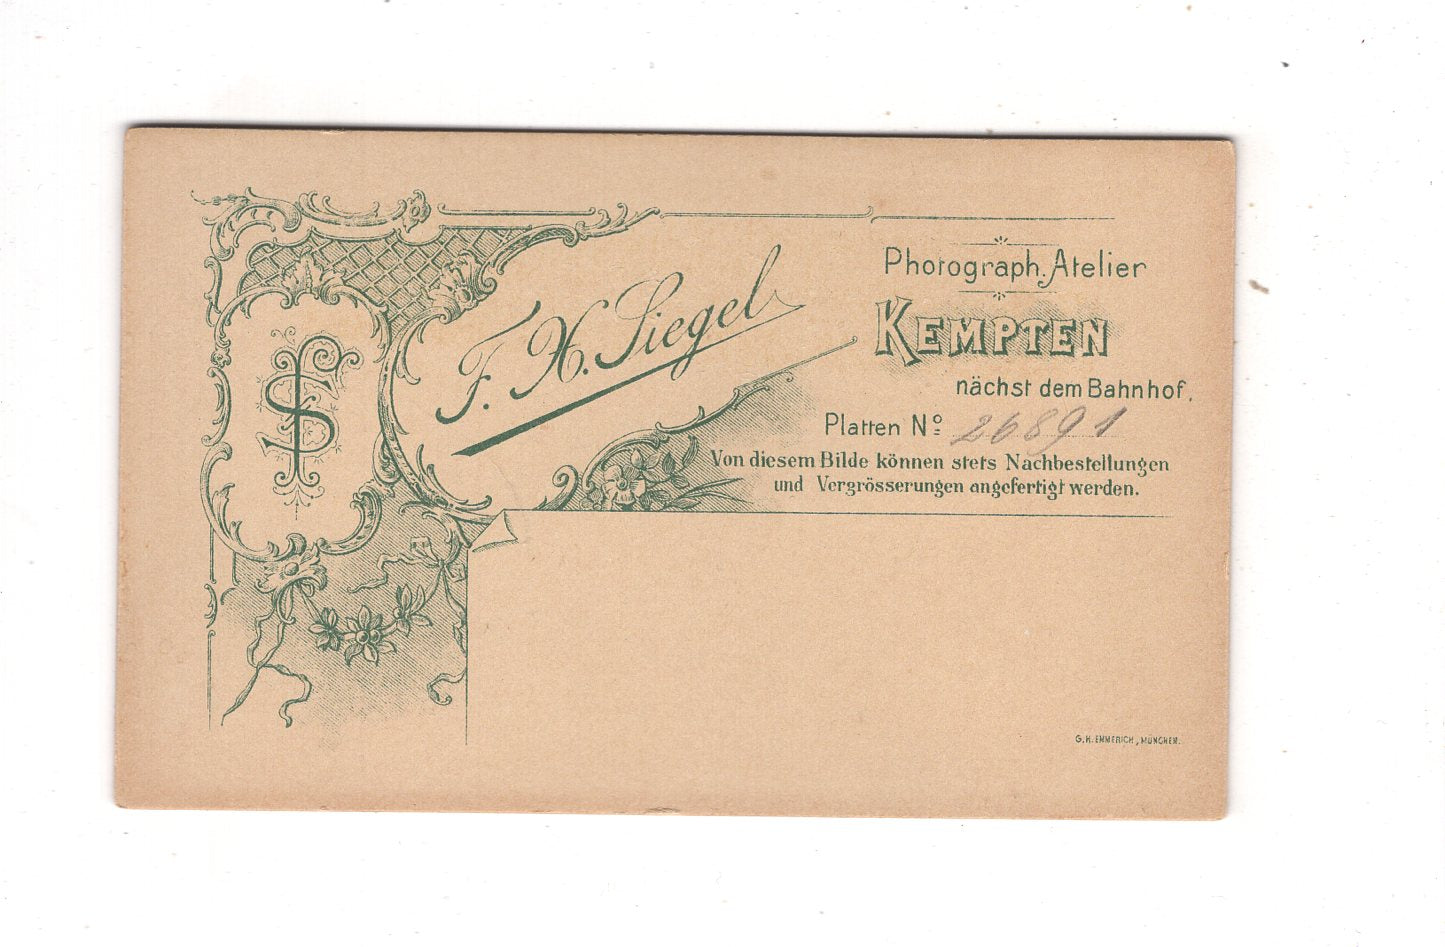 FS
F. X. Siegel
Photograph. Atelier
KEMPTEN
nächst dem Bahnhof.
Platten No 26891
Von diesem Bilde können stets Nachbestellungen
und Vergrösserungen angefertigt werden.
G. H. EMMERICH, MÜNCHEN.